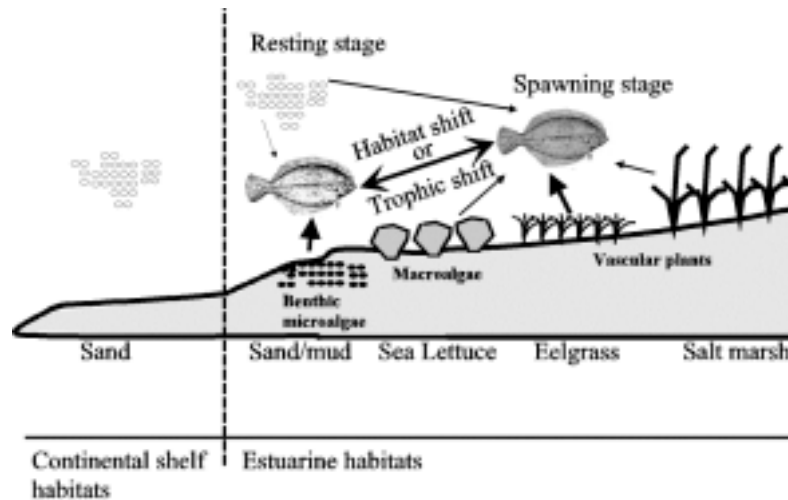 Resting stage
Spawning stage
Habitat shift
or
Trophic shift
Benthic
microalgae
Macroalgae
Vascular plants
Sand
Sand/mud
Sea Lettuce
Eelgrass
Salt marsh
Continental shelf
habitats
Estuarine habitats